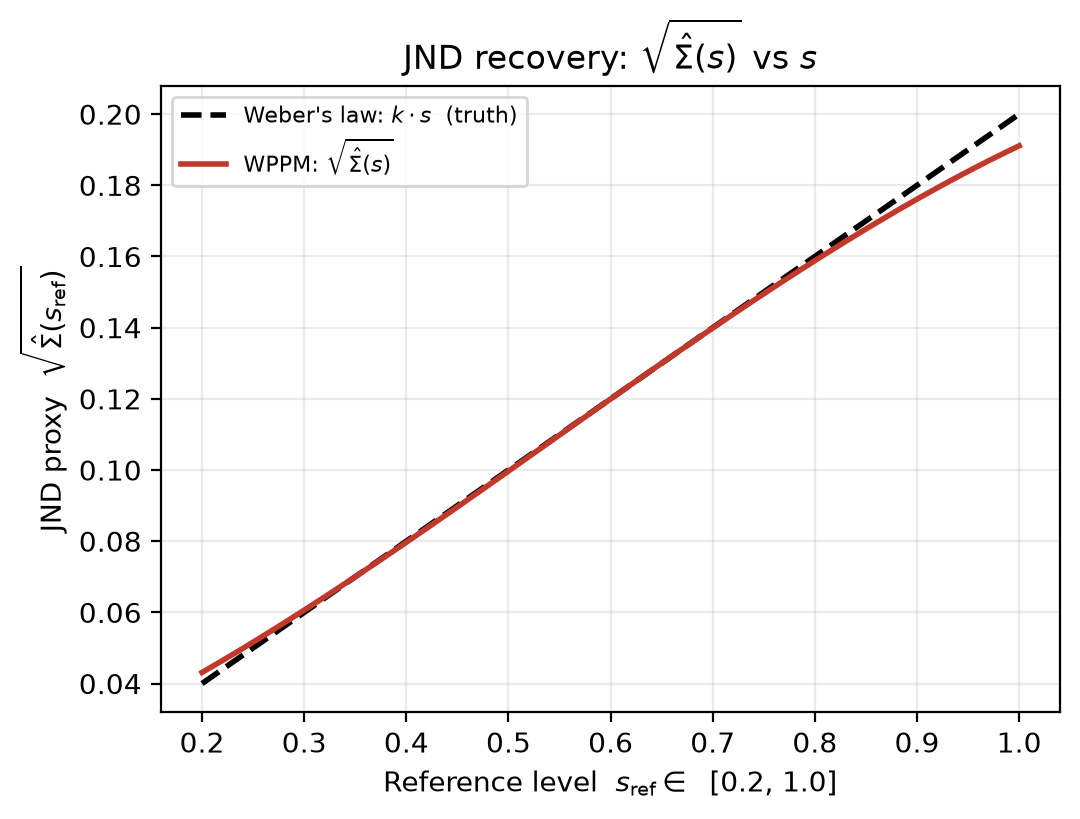 JND recovery: √Σ̂(s) vs s
Weber's law: k · s (truth)
WPPM: √Σ̂(s)
JND proxy √Σ̂(s_ref)
0.20
0.18
0.16
0.14
0.12
0.10
0.08
0.06
0.04
0.2 0.3 0.4 0.5 0.6 0.7 0.8 0.9 1.0
Reference level s_ref ∈ [0.2, 1.0]